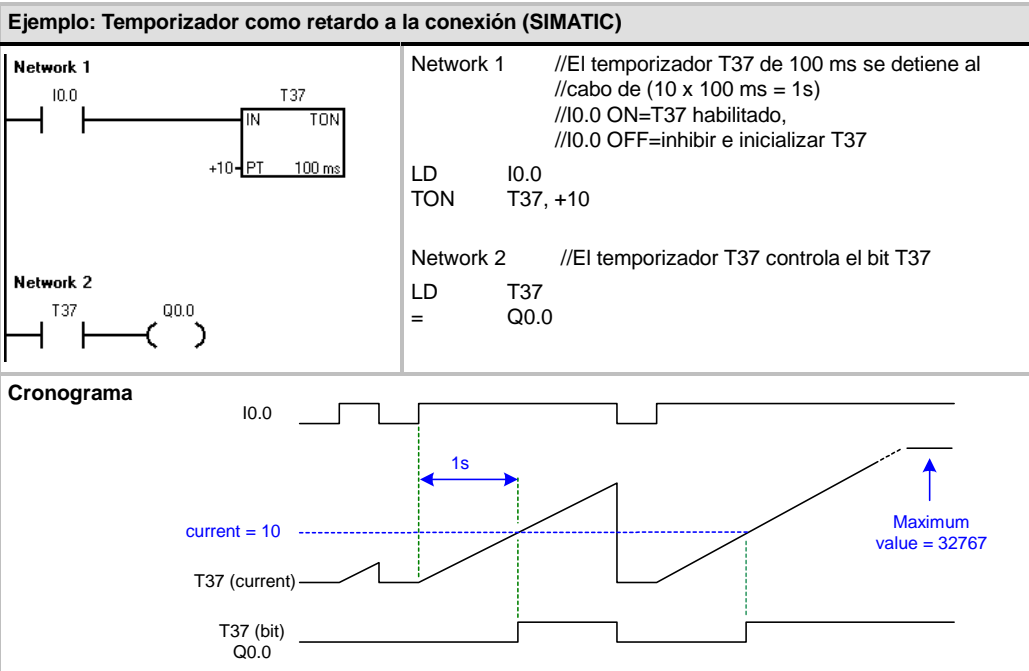 Ejemplo: Temporizador como retardo a la conexión (SIMATIC)
Network 1
I0.0
T37
IN TON
+10 PT 100 ms
Network 2
T37 Q0.0
Network 1 //El temporizador T37 de 100 ms se detiene al
//cabo de (10 x 100 ms = 1s)
//I0.0 ON=T37 habilitado,
//I0.0 OFF=inhibir e inicializar T37
LD I0.0
TON T37, +10
Network 2 //El temporizador T37 controla el bit T37
LD T37
= Q0.0
Cronograma
I0.0
1s
current = 10
Maximum
value = 32767
T37 (current)
T37 (bit)
Q0.0